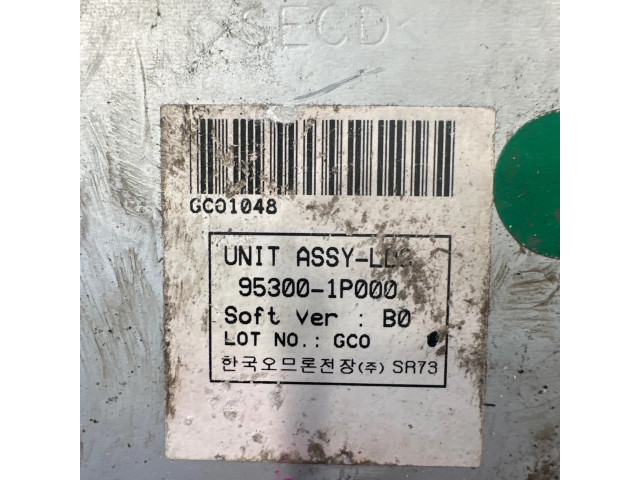 >SECD<
GC01048
UNIT ASSY-
95300-1P000
Soft Ver : B0
LOT NO.: GCO
한국오므론전장(주) SR73